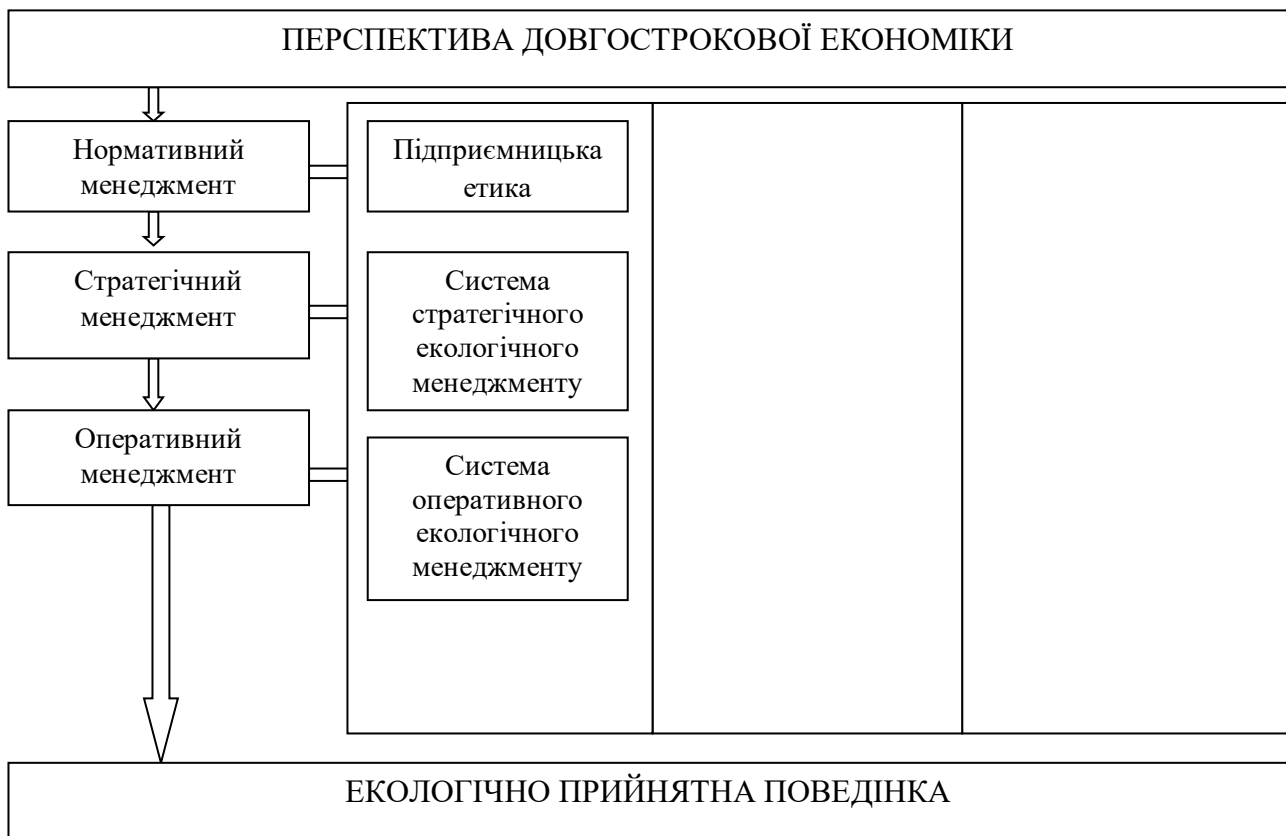 ПЕРСПЕКТИВА ДОВГОСТРОКОВОЇ ЕКОНОМІКИ
Нормативний
менеджмент
Підприємницька
етика
Стратегічний
менеджмент
Система
стратегічного
екологічного
менеджменту
Оперативний
менеджмент
Система
оперативного
екологічного
менеджменту
ЕКОЛОГІЧНО ПРИЙНЯТНА ПОВЕДІНКА